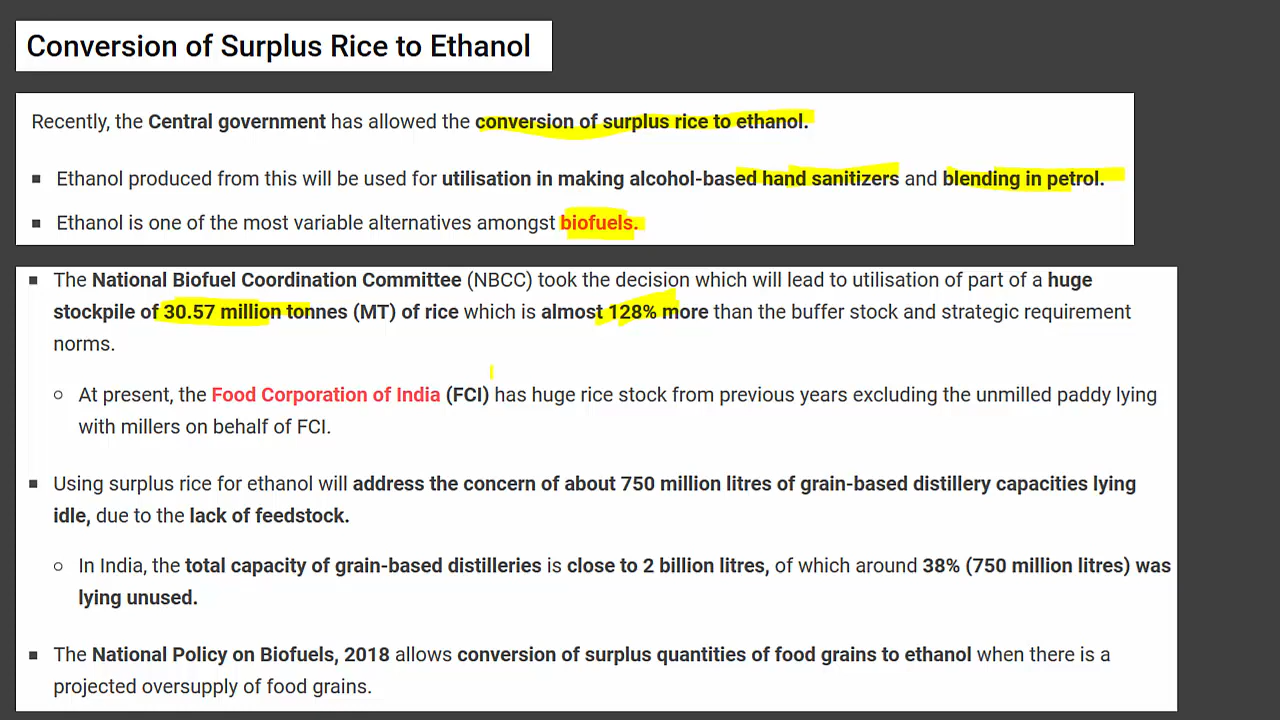 Conversion of Surplus Rice to Ethanol
Recently, the Central government has allowed the conversion of surplus rice to ethanol.
▪ Ethanol produced from this will be used for utilisation in making alcohol-based hand sanitizers and blending in petrol.
▪ Ethanol is one of the most variable alternatives amongst biofuels.
▪ The National Biofuel Coordination Committee (NBCC) took the decision which will lead to utilisation of part of a huge
stockpile of 30.57 million tonnes (MT) of rice which is almost 128% more than the buffer stock and strategic requirement
norms.
○ At present, the Food Corporation of India (FCI) has huge rice stock from previous years excluding the unmilled paddy lying
with millers on behalf of FCI.
▪ Using surplus rice for ethanol will address the concern of about 750 million litres of grain-based distillery capacities lying
idle, due to the lack of feedstock.
○ In India, the total capacity of grain-based distilleries is close to 2 billion litres, of which around 38% (750 million litres) was
lying unused.
▪ The National Policy on Biofuels, 2018 allows conversion of surplus quantities of food grains to ethanol when there is a
projected oversupply of food grains.